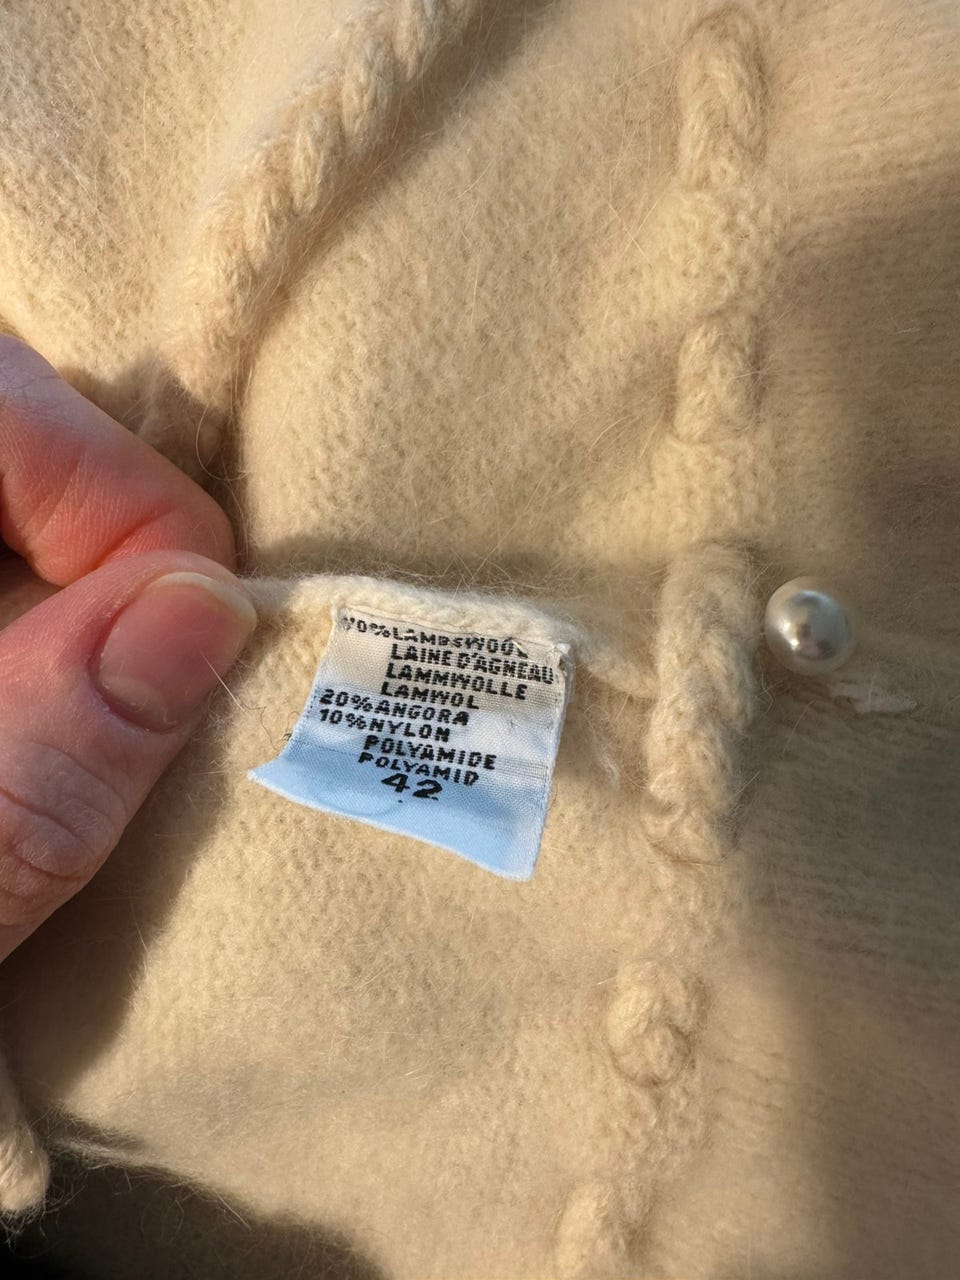 70%LAMBSWOOL
LAINE D'AGNEAU
LAMMWOLLE
LAMWOL
20%ANGORA
10%NYLON
POLYAMIDE
POLYAMID
42